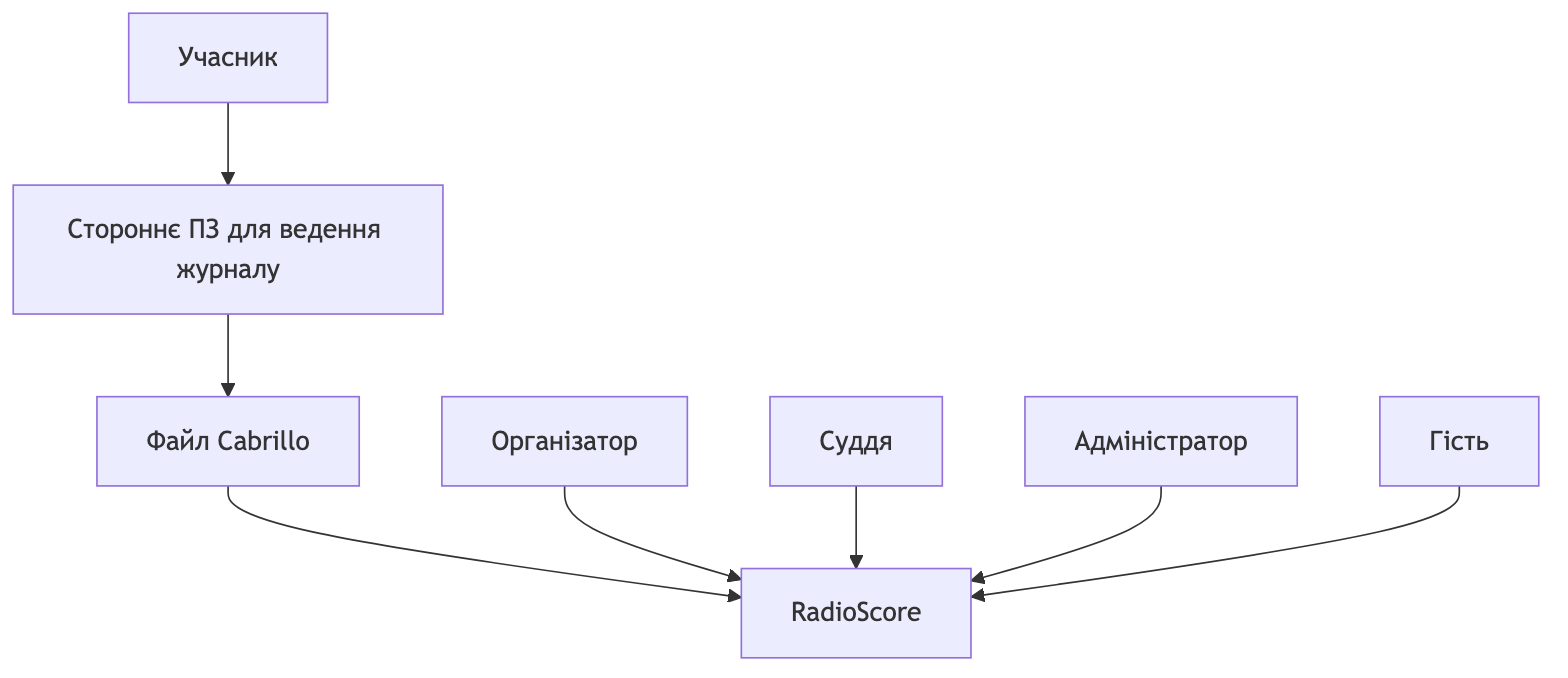 Учасник
Стороннє ПЗ для ведення
журналу
Файл Cabrillo
Організатор
Суддя
Адміністратор
Гість
RadioScore